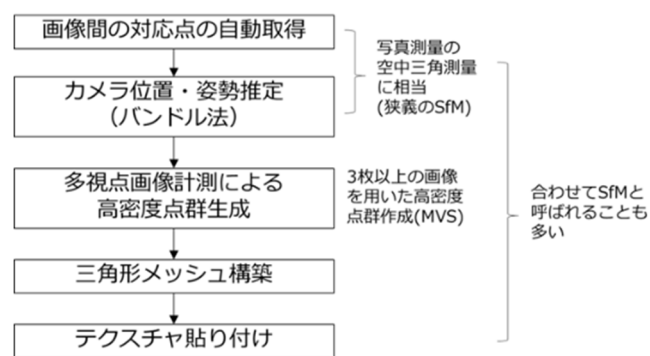 画像間の対応点の自動取得
カメラ位置・姿勢推定
（バンドル法）
写真測量の
空中三角測量
に相当
(狭義のSfM)
多視点画像計測による
高密度点群生成
3枚以上の画像
を用いた高密度
点群作成(MVS)
三角形メッシュ構築
テクスチャ貼り付け
合わせてSfMと
呼ばれることも
多い